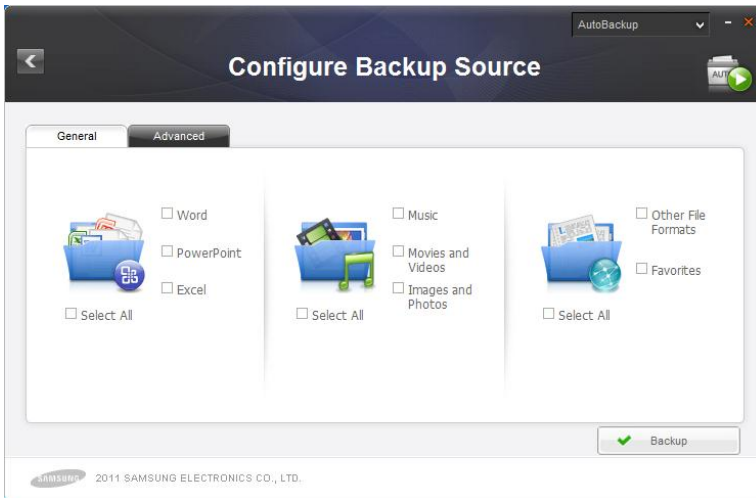 AutoBackup
Configure Backup Source
AUTO
General
Advanced
Word
PowerPoint
Excel
Select All
Music
Movies and
Videos
Images and
Photos
Select All
Other File
Formats
Favorites
Select All
Backup
SAMSUNG 2011 SAMSUNG ELECTRONICS CO., LTD.